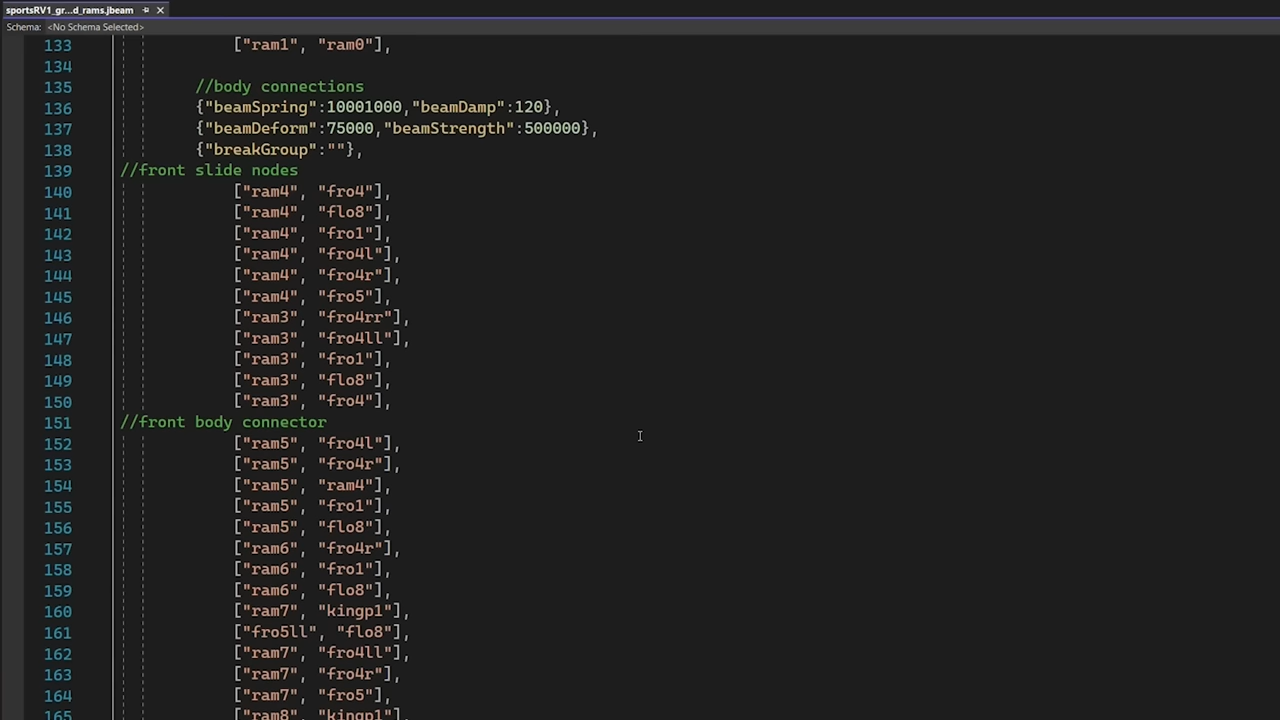 sportsRV1_gr...d_rams.jbeam
Schema: <No Schema Selected>
133 ["ram1", "ram0"],
134
135 //body connections
136 {"beamSpring":10001000,"beamDamp":120},
137 {"beamDeform":75000,"beamStrength":500000},
138 {"breakGroup":""},
139 //front slide nodes
140 ["ram4", "fro4"],
141 ["ram4", "flo8"],
142 ["ram4", "fro1"],
143 ["ram4", "fro4l"],
144 ["ram4", "fro4r"],
145 ["ram4", "fro5"],
146 ["ram3", "fro4rr"],
147 ["ram3", "fro4ll"],
148 ["ram3", "fro1"],
149 ["ram3", "flo8"],
150 ["ram3", "fro4"],
151 //front body connector
152 ["ram5", "fro4l"],
153 ["ram5", "fro4r"],
154 ["ram5", "ram4"],
155 ["ram5", "fro1"],
156 ["ram5", "flo8"],
157 ["ram6", "fro4r"],
158 ["ram6", "fro1"],
159 ["ram6", "flo8"],
160 ["ram7", "kingp1"],
161 ["fro5ll", "flo8"],
162 ["ram7", "fro4ll"],
163 ["ram7", "fro4r"],
164 ["ram7", "fro5"],
165 ["ram8", "kingp1"],